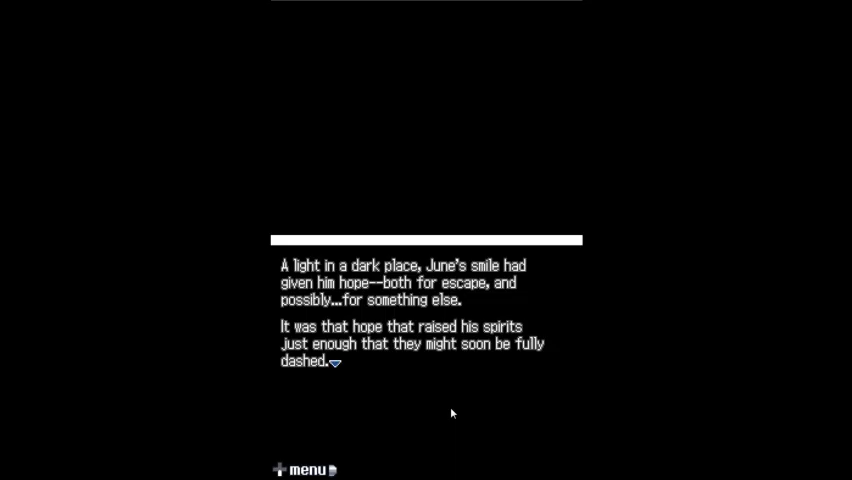 A light in a dark place, June's smile had
given him hope--both for escape, and
possibly...for something else.
It was that hope that raised his spirits
just enough that they might soon be fully
dashed.
menu